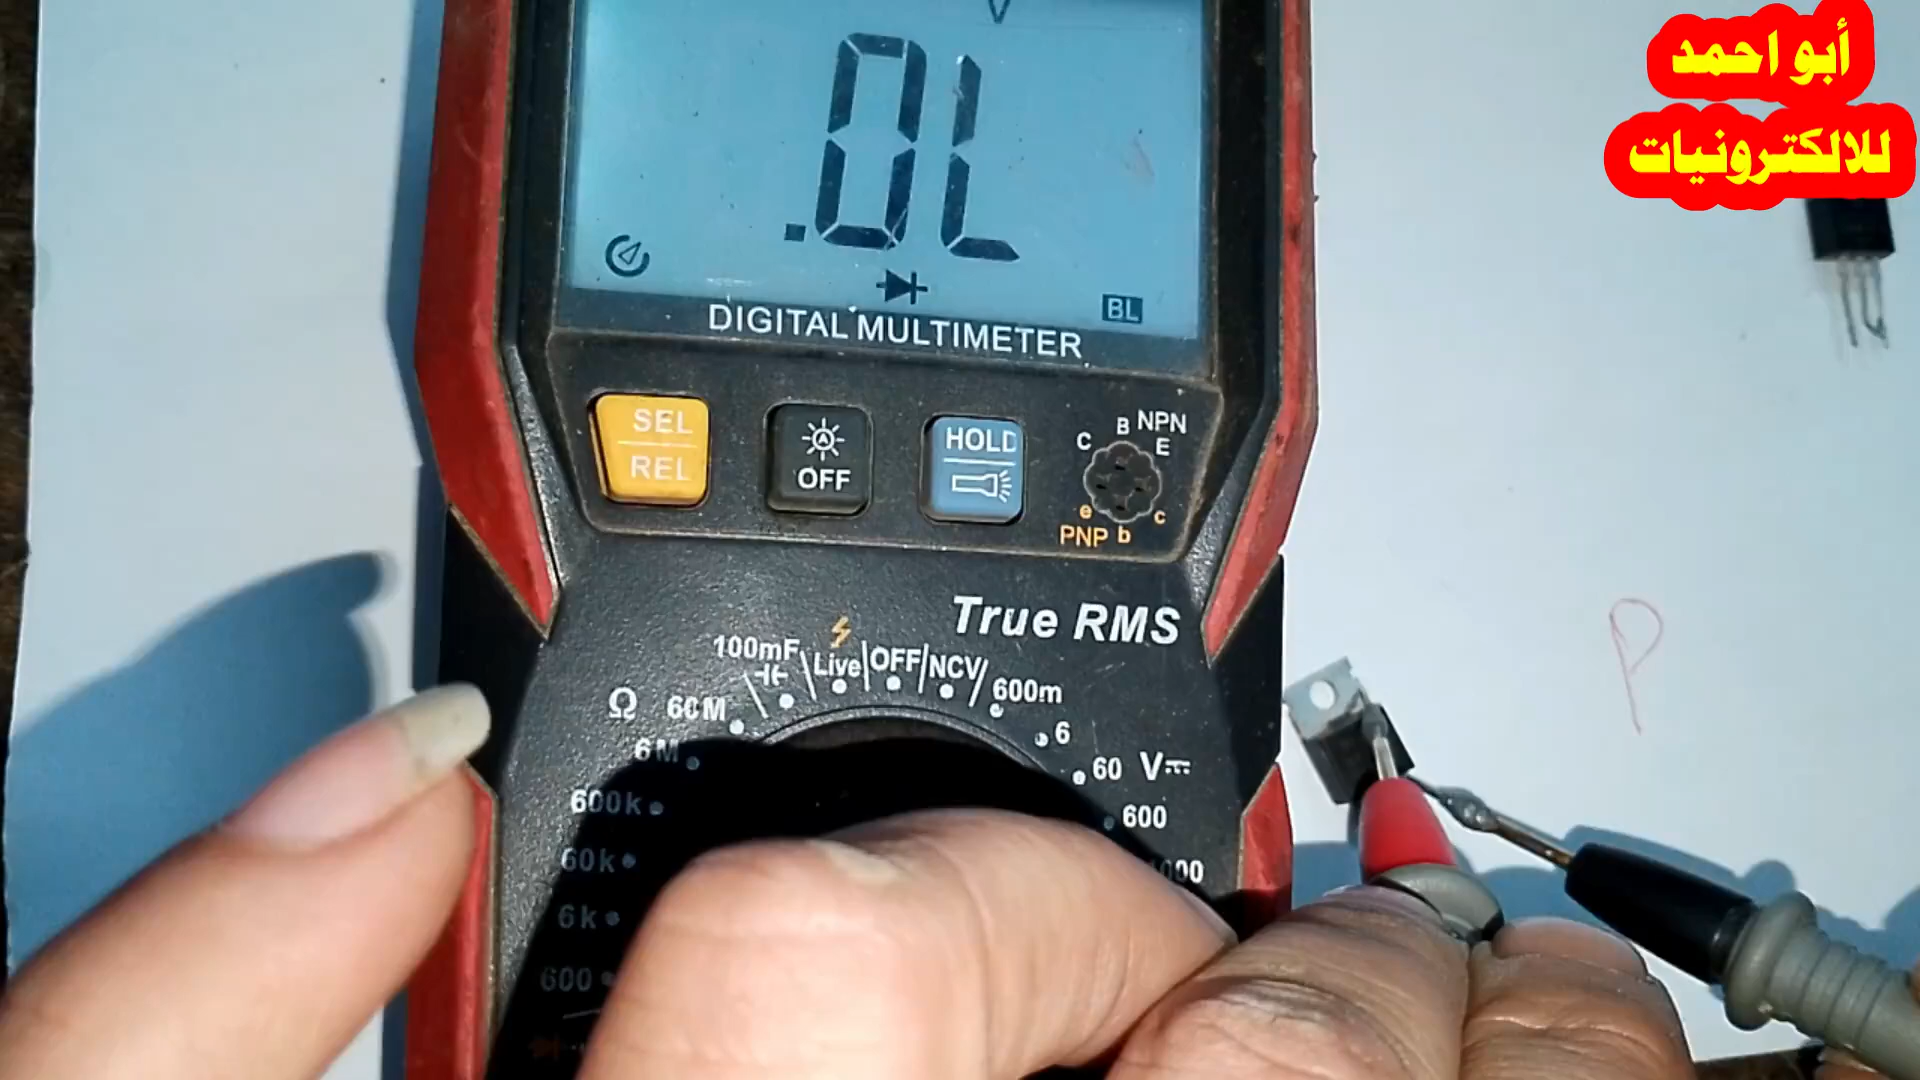 أبو احمد
للالكترونيات
V
.0L
BL
DIGITAL MULTIMETER
SEL
REL
OFF
HOLD
B NPN
C E
e c
PNP b
True RMS
100mF Live OFF NCV 600m
Ω 60M 6
6M 60 V
600k 600
60k
6k
600
P